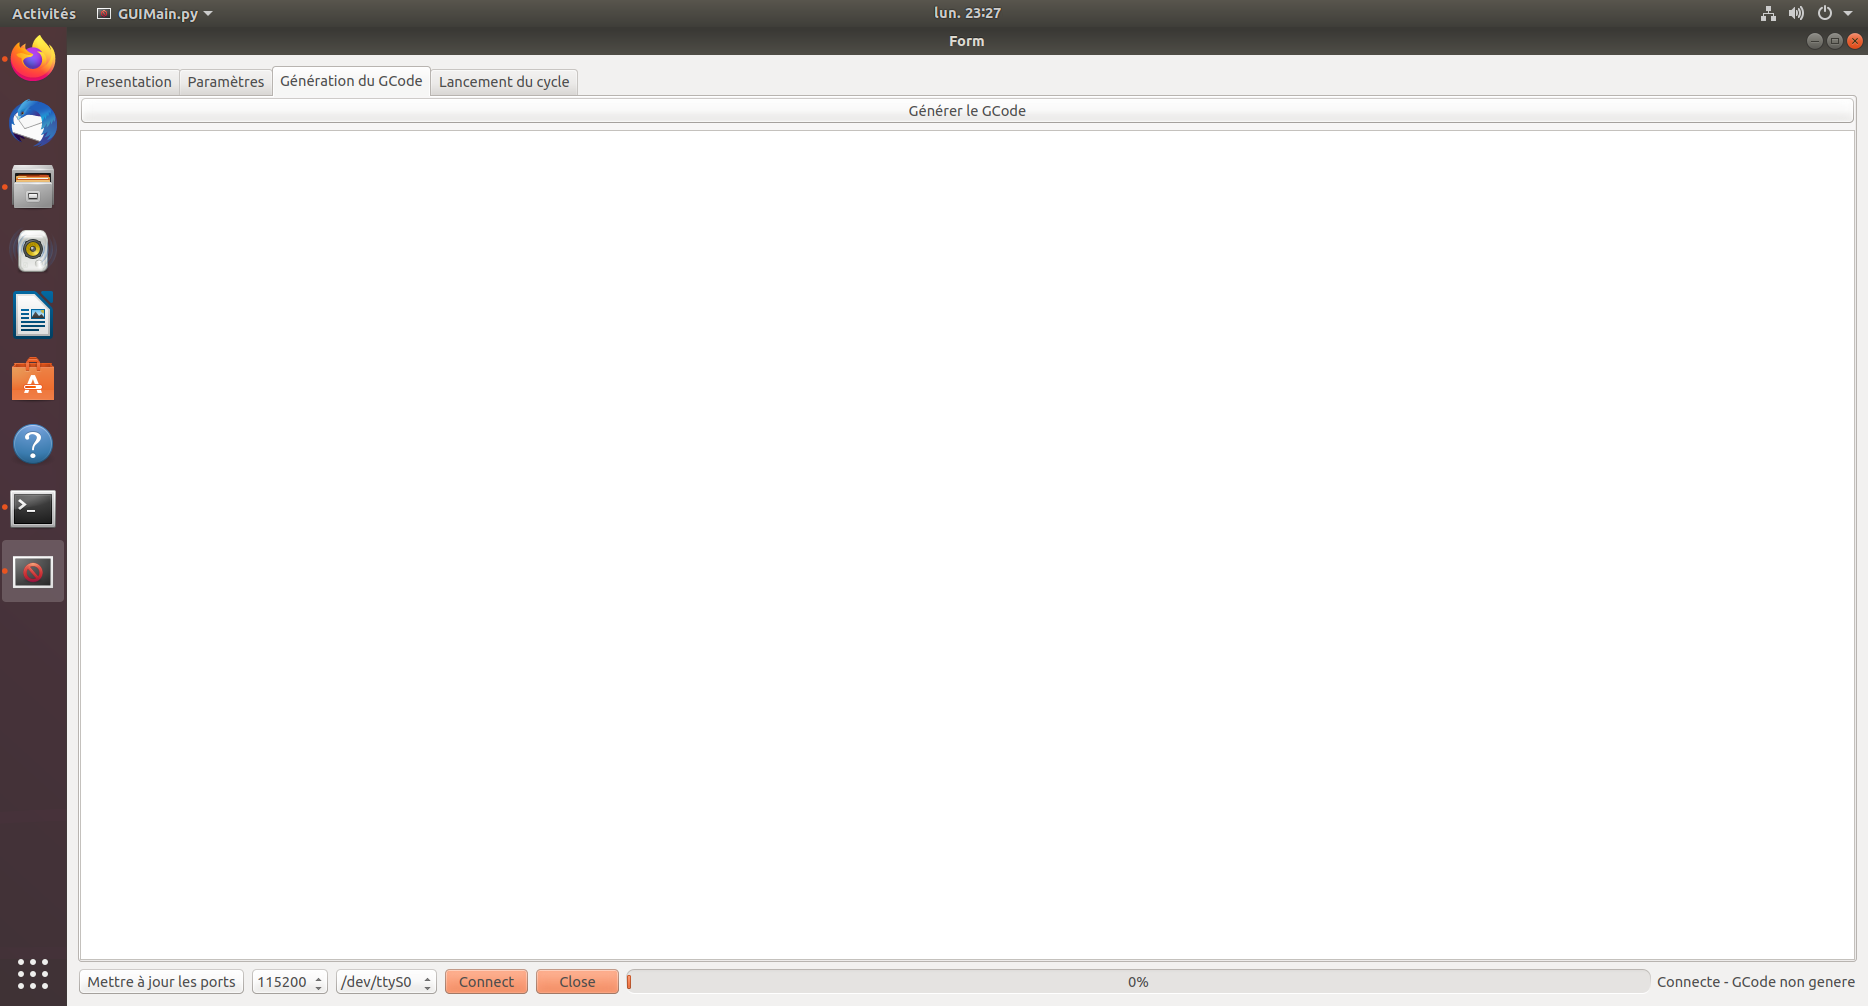 Activités GUIMain.py lun. 23:27
Form
Presentation Paramètres Génération du GCode Lancement du cycle
Générer le GCode
Mettre à jour les ports 115200 /dev/ttyS0 Connect Close 0% Connecte - GCode non genere